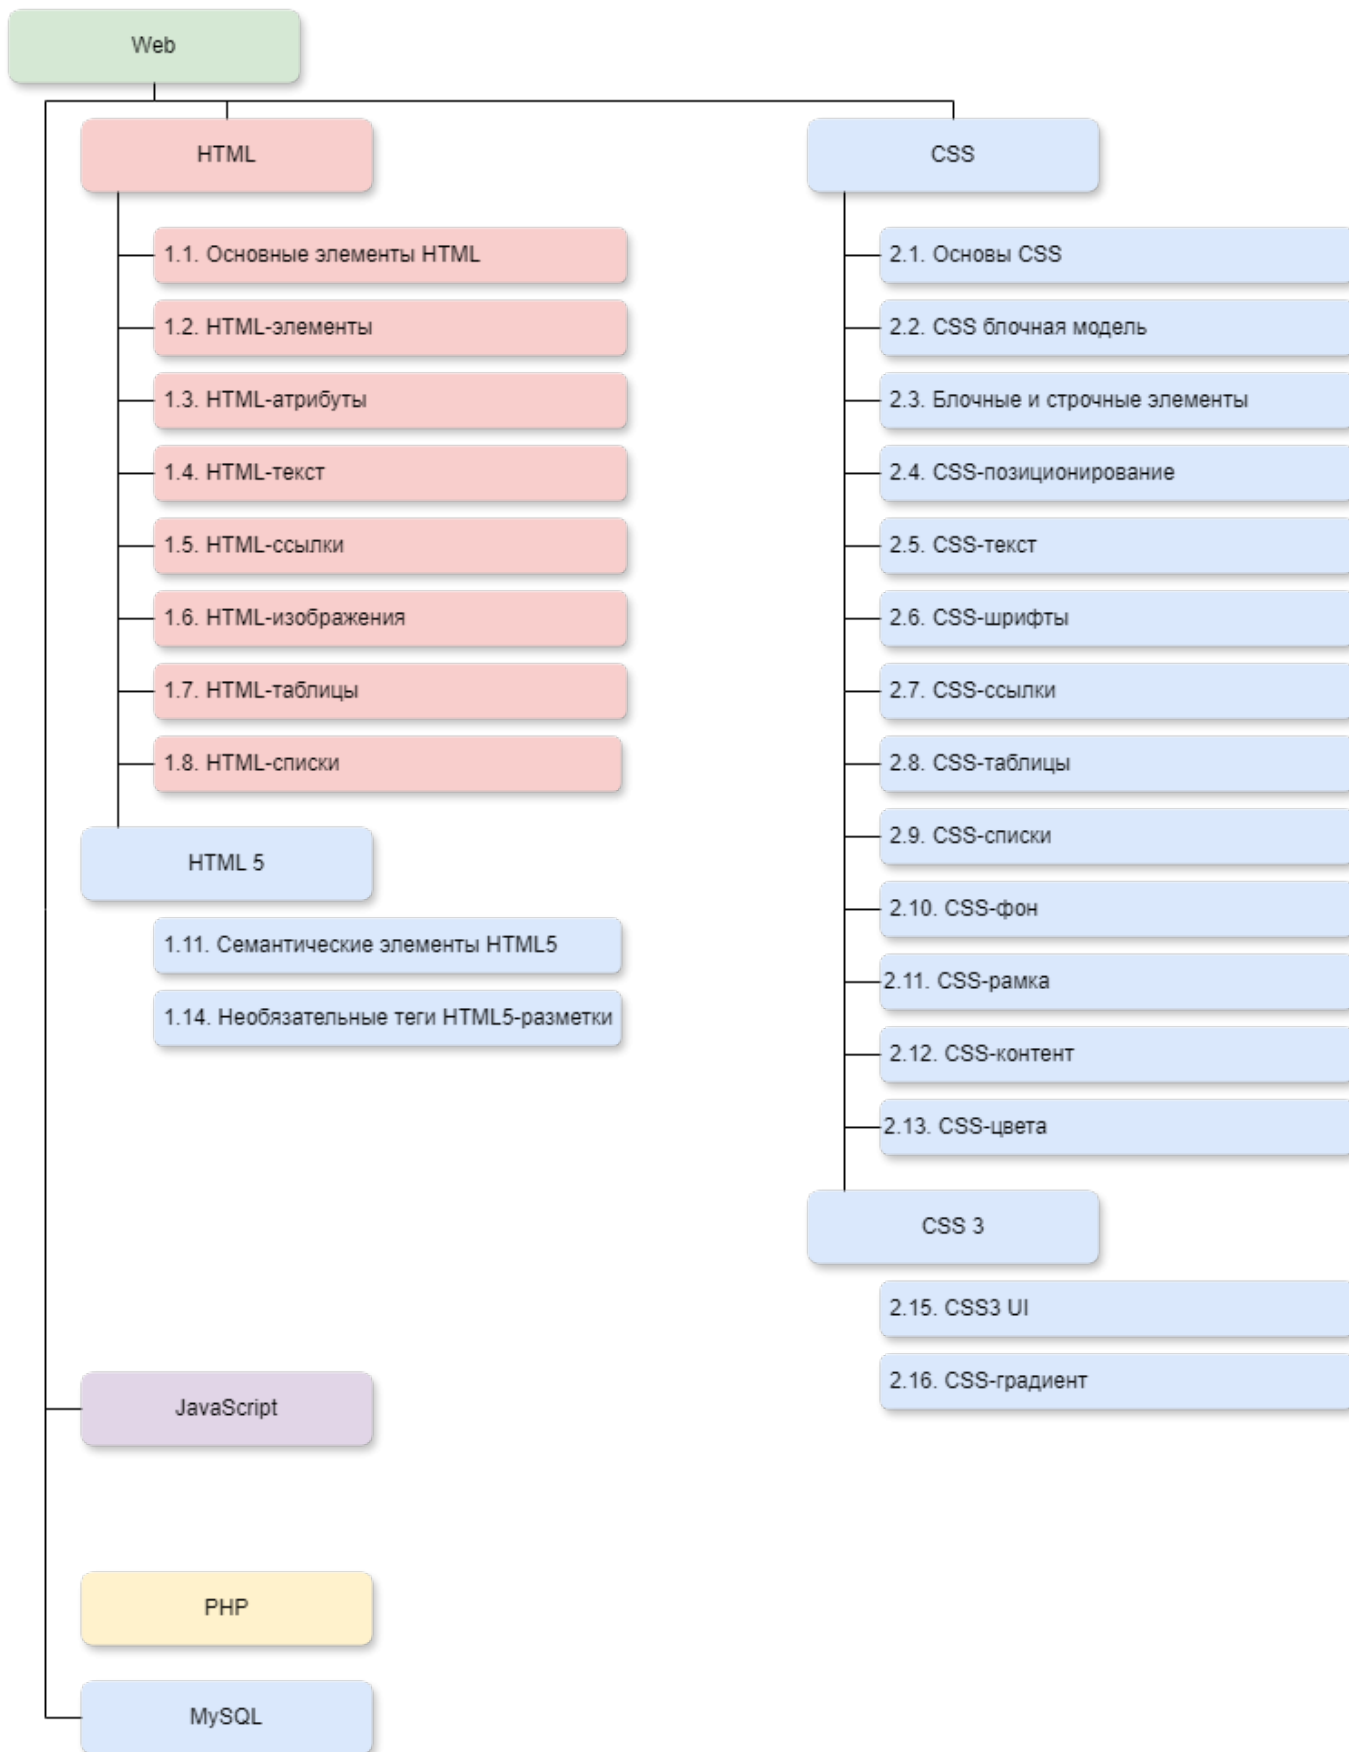 Web
HTML
1.1. Основные элементы HTML
1.2. HTML-элементы
1.3. HTML-атрибуты
1.4. HTML-текст
1.5. HTML-ссылки
1.6. HTML-изображения
1.7. HTML-таблицы
1.8. HTML-списки
HTML 5
1.11. Семантические элементы HTML5
1.14. Необязательные теги HTML5-разметки
CSS
2.1. Основы CSS
2.2. CSS блочная модель
2.3. Блочные и строчные элементы
2.4. CSS-позиционирование
2.5. CSS-текст
2.6. CSS-шрифты
2.7. CSS-ссылки
2.8. CSS-таблицы
2.9. CSS-списки
2.10. CSS-фон
2.11. CSS-рамка
2.12. CSS-контент
2.13. CSS-цвета
CSS 3
2.15. CSS3 UI
2.16. CSS-градиент
JavaScript
PHP
MySQL